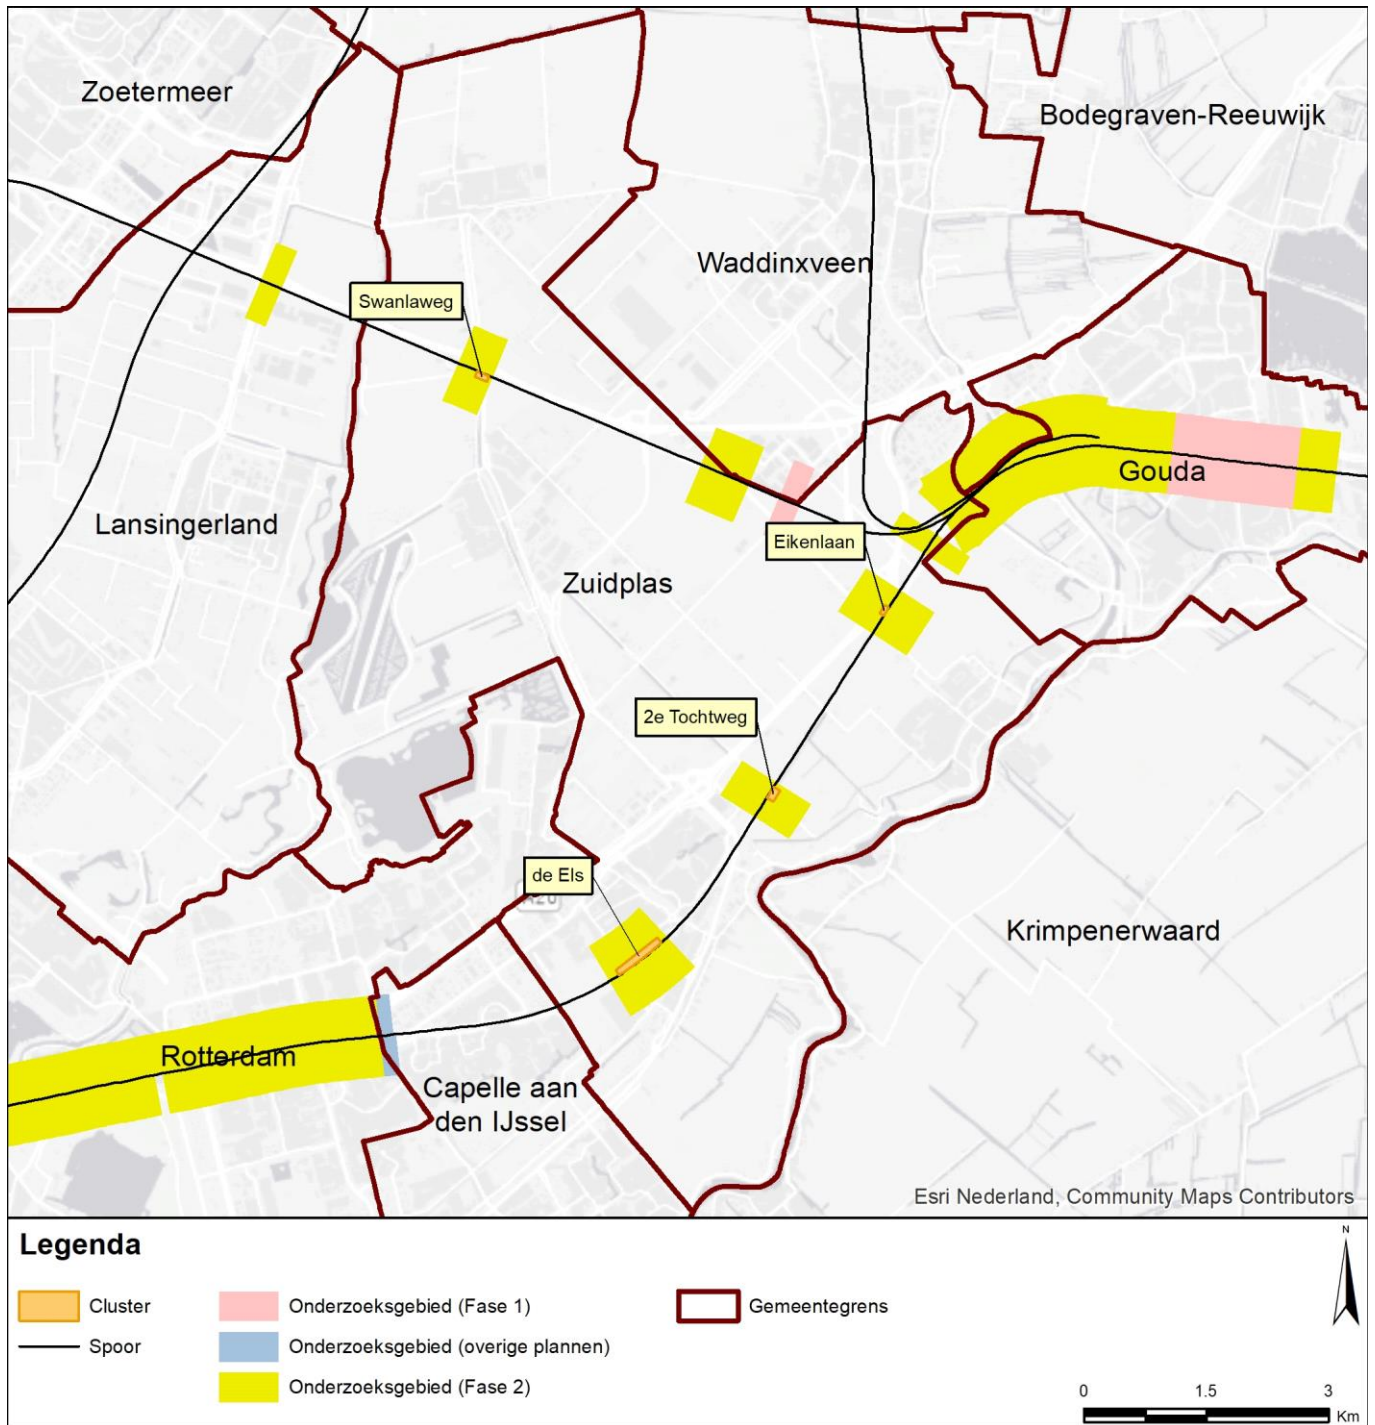 Zoetermeer
Bodegraven-Reeuwijk
Waddinxveen
Swanlaweg
Gouda
Lansingerland
Eikenlaan
Zuidplas
2e Tochtweg
de Els
A20
Krimpenerwaard
Rotterdam
Capelle aan
den IJssel
Esri Nederland, Community Maps Contributors
Legenda
N
Cluster
Onderzoeksgebied (Fase 1)
Gemeentegrens
Spoor
Onderzoeksgebied (overige plannen)
Onderzoeksgebied (Fase 2)
0 1.5 3
Km